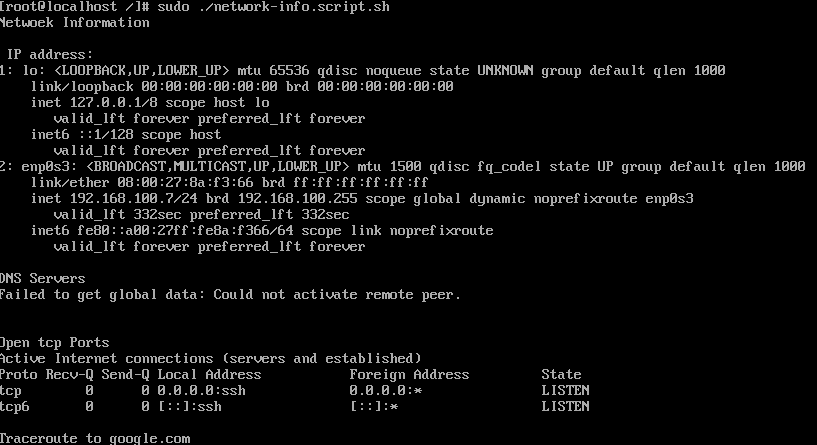 [root@localhost /]# sudo ./network-info.script.sh
Netwoek Information

 IP address:
1: lo: <LOOPBACK,UP,LOWER_UP> mtu 65536 qdisc noqueue state UNKNOWN group default qlen 1000
    link/loopback 00:00:00:00:00:00 brd 00:00:00:00:00:00
    inet 127.0.0.1/8 scope host lo
       valid_lft forever preferred_lft forever
    inet6 ::1/128 scope host
       valid_lft forever preferred_lft forever
2: enp0s3: <BROADCAST,MULTICAST,UP,LOWER_UP> mtu 1500 qdisc fq_codel state UP group default qlen 1000
    link/ether 08:00:27:8a:f3:66 brd ff:ff:ff:ff:ff:ff
    inet 192.168.100.7/24 brd 192.168.100.255 scope global dynamic noprefixroute enp0s3
       valid_lft 332sec preferred_lft 332sec
    inet6 fe80::a00:27ff:fe8a:f366/64 scope link noprefixroute
       valid_lft forever preferred_lft forever

DNS Servers
Failed to get global data: Could not activate remote peer.


Open tcp Ports
Active Internet connections (servers and established)
Proto Recv-Q Send-Q Local Address           Foreign Address         State
tcp        0      0 0.0.0.0:ssh             0.0.0.0:*               LISTEN
tcp6       0      0 [::]:ssh                [::]:*                  LISTEN

Traceroute to google.com